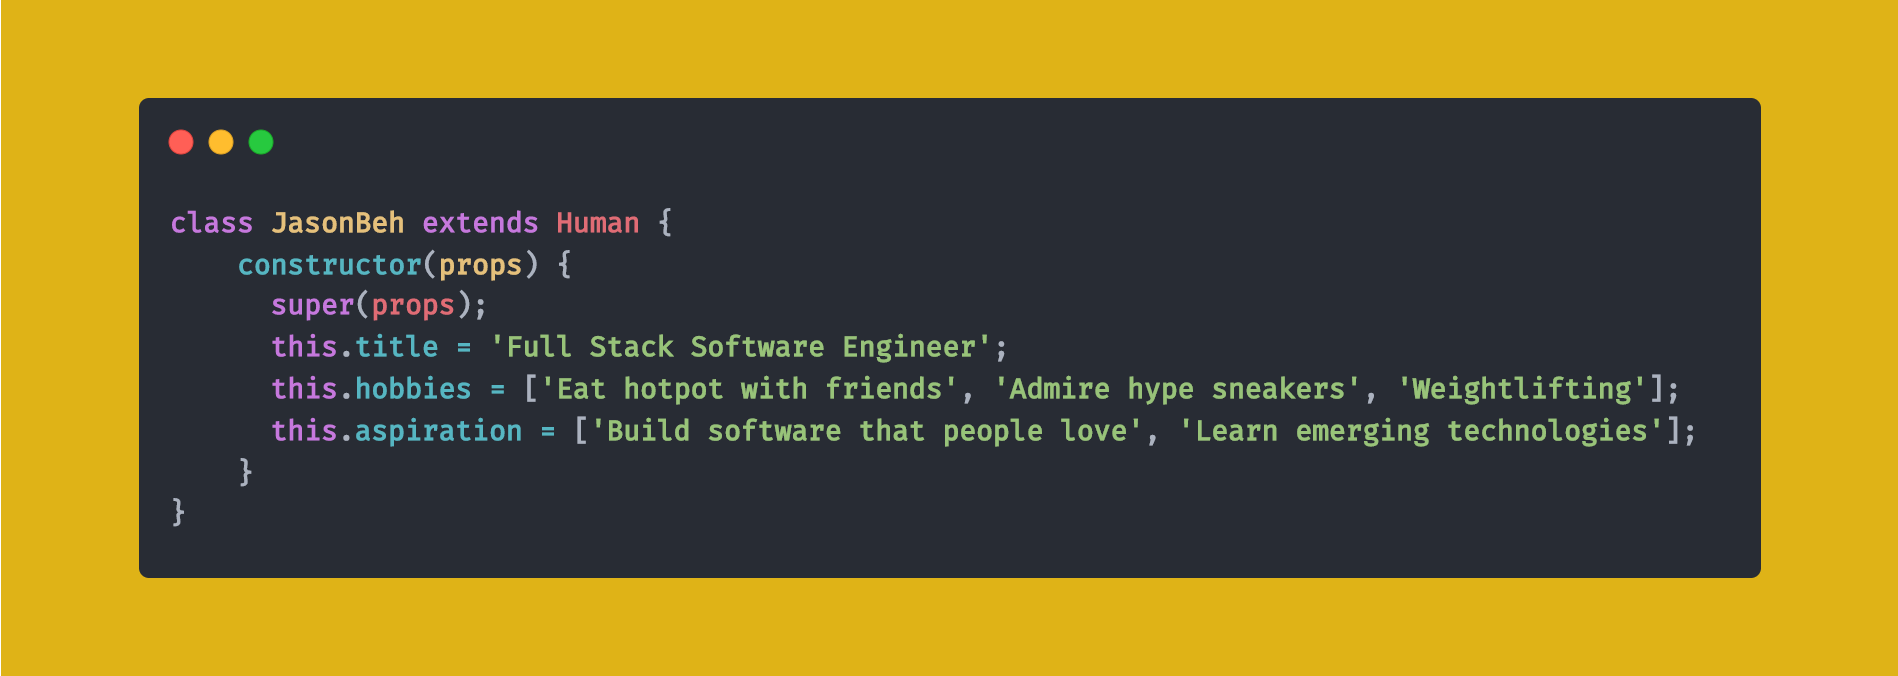 class JasonBeh extends Human {
    constructor(props) {
      super(props);
      this.title = 'Full Stack Software Engineer';
      this.hobbies = ['Eat hotpot with friends', 'Admire hype sneakers', 'Weightlifting'];
      this.aspiration = ['Build software that people love', 'Learn emerging technologies'];
    }
}